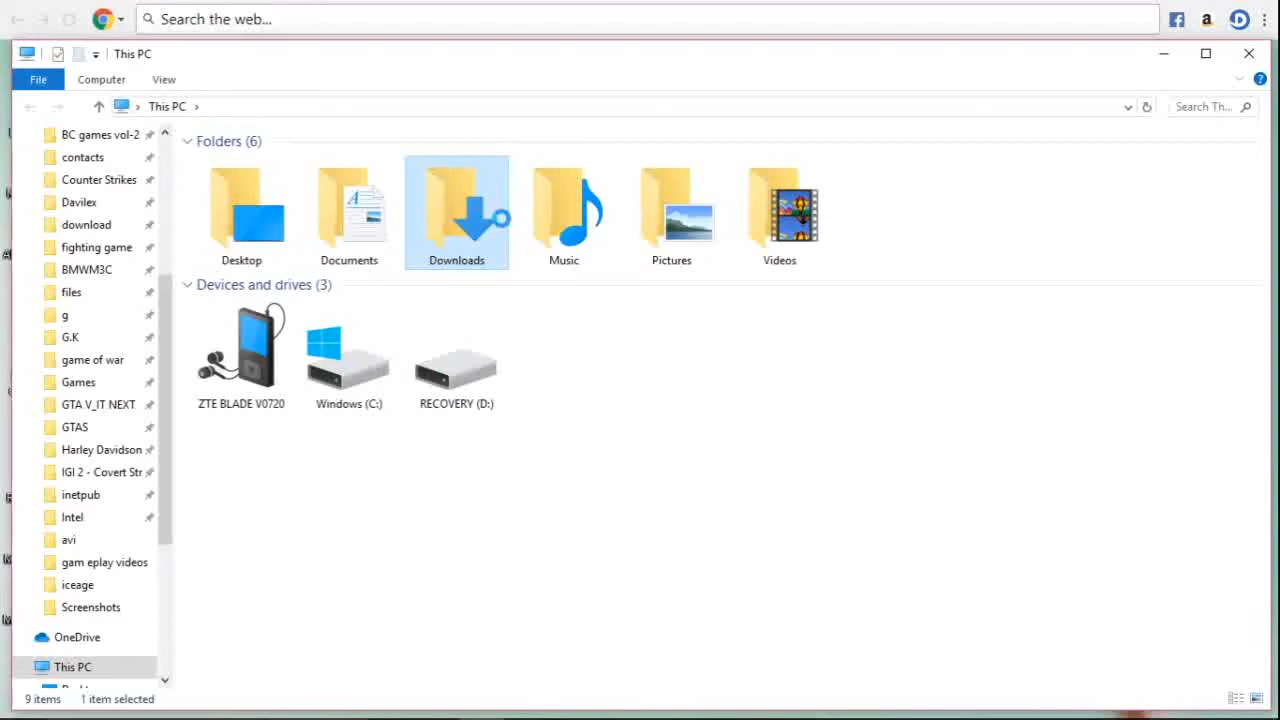 Search the web...
This PC
File Computer View
This PC
Search Th...
BC games vol-2
contacts
Counter Strikes
Davilex
download
fighting game
BMWM3C
files
g
G.K
game of war
Games
GTA V_IT NEXT
GTAS
Harley Davidson
IGI 2 - Covert Str
inetpub
Intel
avi
gam eplay videos
iceage
Screenshots
OneDrive
This PC
Folders (6)
Desktop Documents Downloads Music Pictures Videos
Devices and drives (3)
ZTE BLADE V0720 Windows (C:) RECOVERY (D:)
9 items 1 item selected